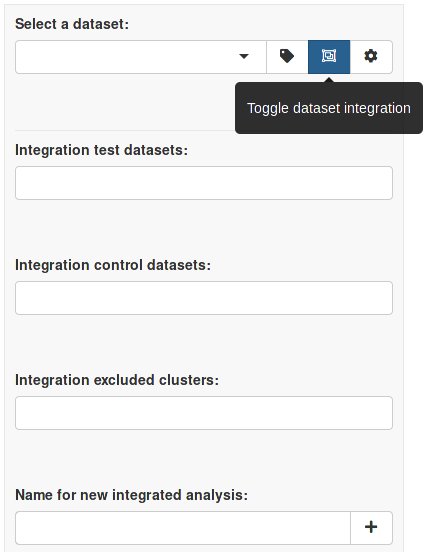 Select a dataset:
Toggle dataset integration
Integration test datasets:
Integration control datasets:
Integration excluded clusters:
Name for new integrated analysis: